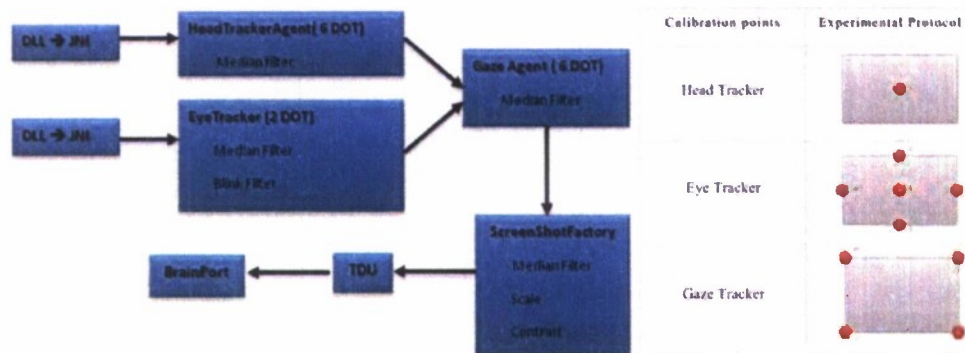 DLL → JNI
HeadTrackerAgent( 6 DOT)
Median Filter
DLL → JNI
EyeTracker (2 DOT)
Median Filter
Blink Filter
Gaze Agent ( 6 DOT)
Median Filter
ScreenShotFactory
Median Filter
Scale
Contrast
TDU
BrainPort
Calibration points
Experimental Protocol
Head Tracker
Eye Tracker
Gaze Tracker